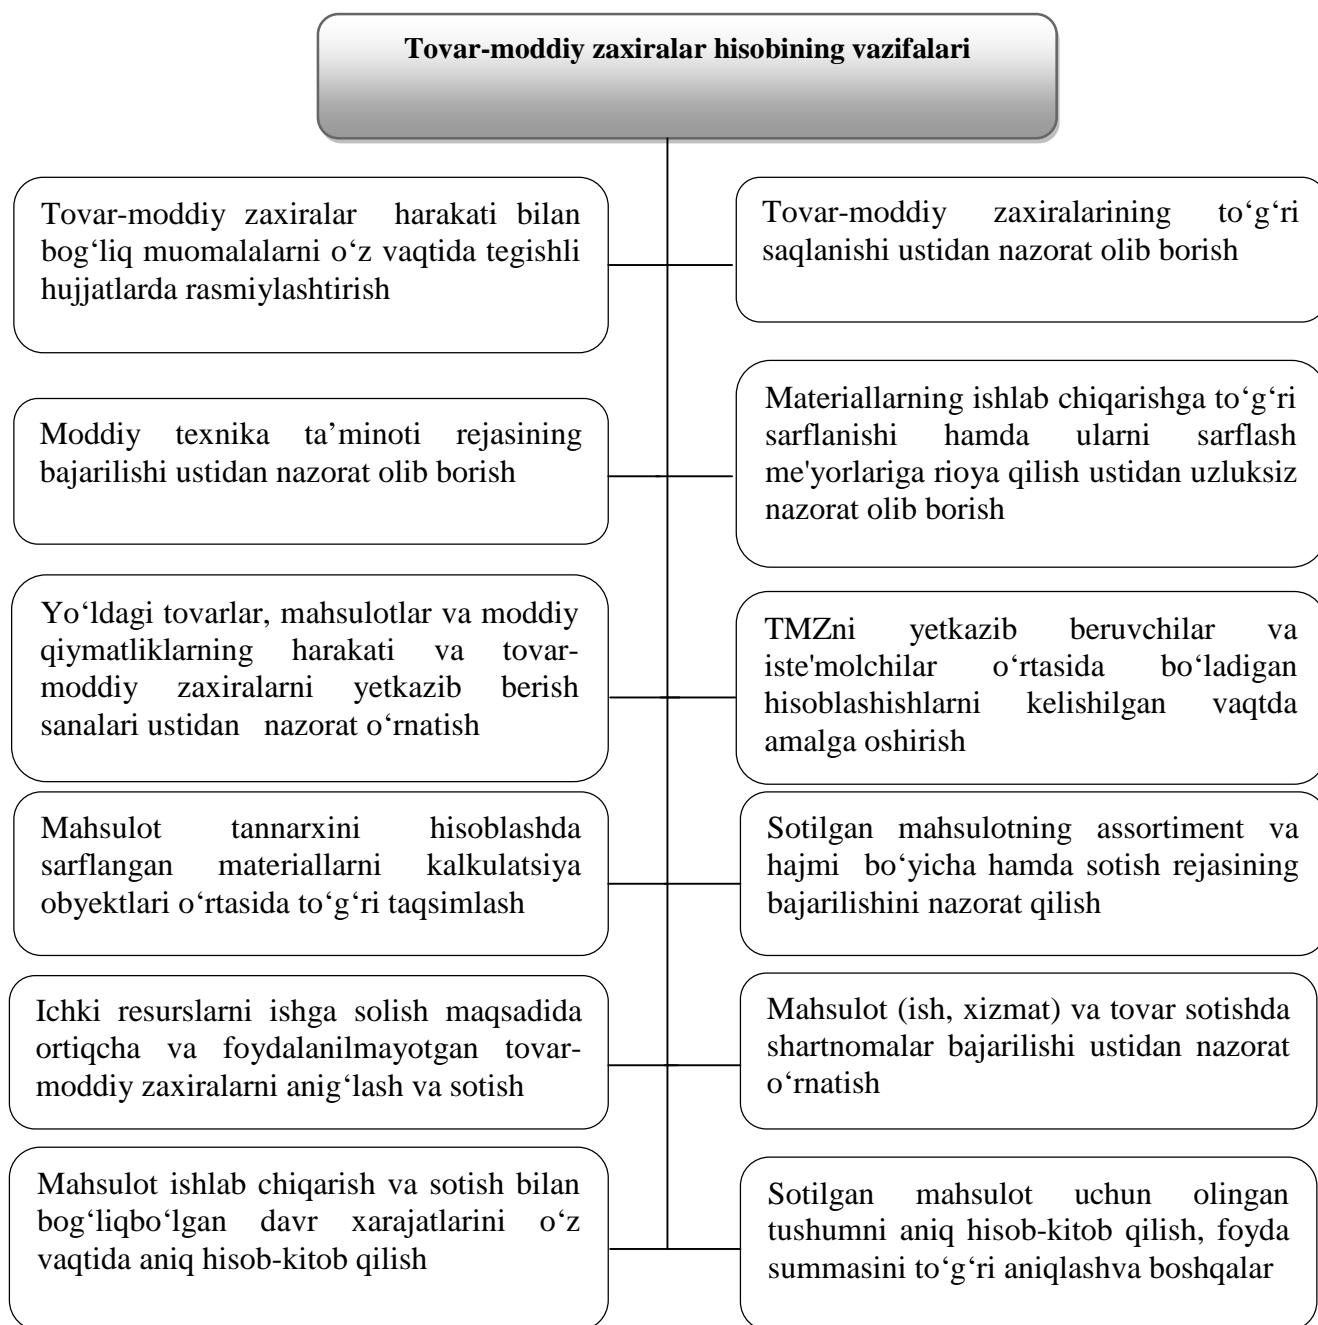 Tovar-moddiy zaxiralar hisobining vazifalari
Tovar-moddiy zaxiralar harakati bilan
bog‘liq muomalalarni o‘z vaqtida tegishli
hujjatlarda rasmiylashtirish
Tovar-moddiy zaxiralarining to‘g‘ri
saqlanishi ustidan nazorat olib borish
Moddiy texnika ta’minoti rejasining
bajarilishi ustidan nazorat olib borish
Materiallarning ishlab chiqarishga to‘g‘ri
sarflanishi hamda ularni sarflash
me'yorlariga rioya qilish ustidan uzluksiz
nazorat olib borish
Yo‘ldagi tovarlar, mahsulotlar va moddiy
qiymatliklarning harakati va tovar-
moddiy zaxiralarni yetkazib berish
sanalari ustidan nazorat o‘rnatish
TMZni yetkazib beruvchilar va
iste'molchilar o‘rtasida bo‘ladigan
hisoblashishlarni kelishilgan vaqtda
amalga oshirish
Mahsulot tannarxini hisoblashda
sarflangan materiallarni kalkulatsiya
obyektlari o‘rtasida to‘g‘ri taqsimlash
Sotilgan mahsulotning assortiment va
hajmi bo‘yicha hamda sotish rejasining
bajarilishini nazorat qilish
Ichki resurslarni ishga solish maqsadida
ortiqcha va foydalanilmayotgan tovar-
moddiy zaxiralarni anig‘lash va sotish
Mahsulot (ish, xizmat) va tovar sotishda
shartnomalar bajarilishi ustidan nazorat
o‘rnatish
Mahsulot ishlab chiqarish va sotish bilan
bog‘liqbo‘lgan davr xarajatlarini o‘z
vaqtida aniq hisob-kitob qilish
Sotilgan mahsulot uchun olingan
tushumni aniq hisob-kitob qilish, foyda
summasini to‘g‘ri aniqlashva boshqalar